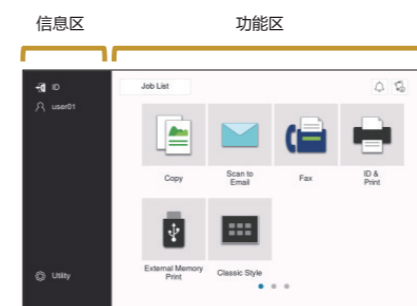 信息区
功能区
ID
user01
Job List
Copy
Scan to
Email
Fax
ID &
Print
External Memory
Print
Classic Style
Utility